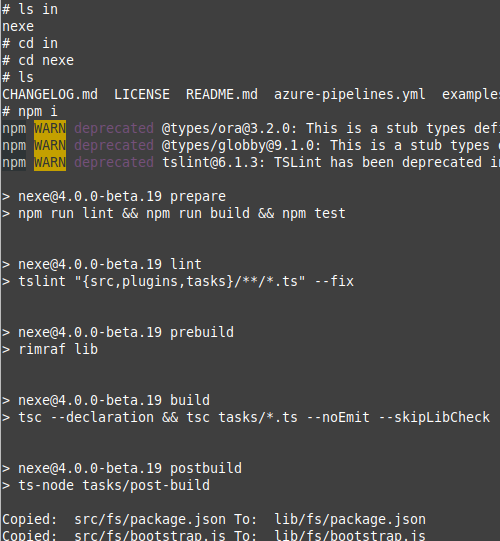 # ls in
nexe
# cd in
# cd nexe
# ls
CHANGELOG.md  LICENSE  README.md  azure-pipelines.yml  examples
# npm i
npm WARN deprecated @types/ora@3.2.0: This is a stub types defi
npm WARN deprecated @types/globby@9.1.0: This is a stub types
npm WARN deprecated tslint@6.1.3: TSLint has been deprecated in
> nexe@4.0.0-beta.19 prepare
> npm run lint && npm run build && npm test
> nexe@4.0.0-beta.19 lint
> tslint "{src,plugins,tasks}/**/*.ts" --fix
> nexe@4.0.0-beta.19 prebuild
> rimraf lib
> nexe@4.0.0-beta.19 build
> tsc --declaration && tsc tasks/*.ts --noEmit --skipLibCheck
> nexe@4.0.0-beta.19 postbuild
> ts-node tasks/post-build
Copied:  src/fs/package.json To:  lib/fs/package.json
Copied:  src/fs/bootstrap.js To:  lib/fs/bootstrap.js